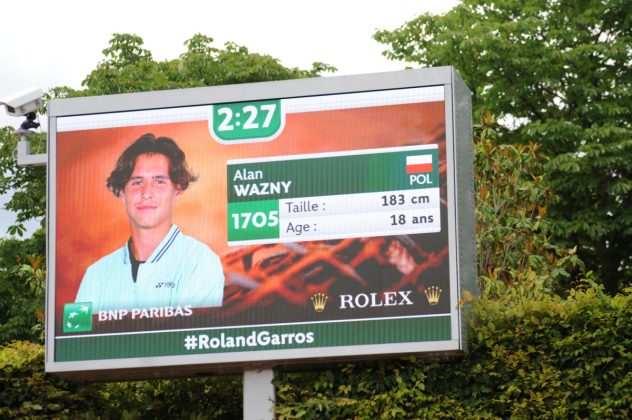 2:27
Alan
WAZNY
POL
1705
Taille : 183 cm
Age : 18 ans
BNP PARIBAS
ROLEX
#RolandGarros